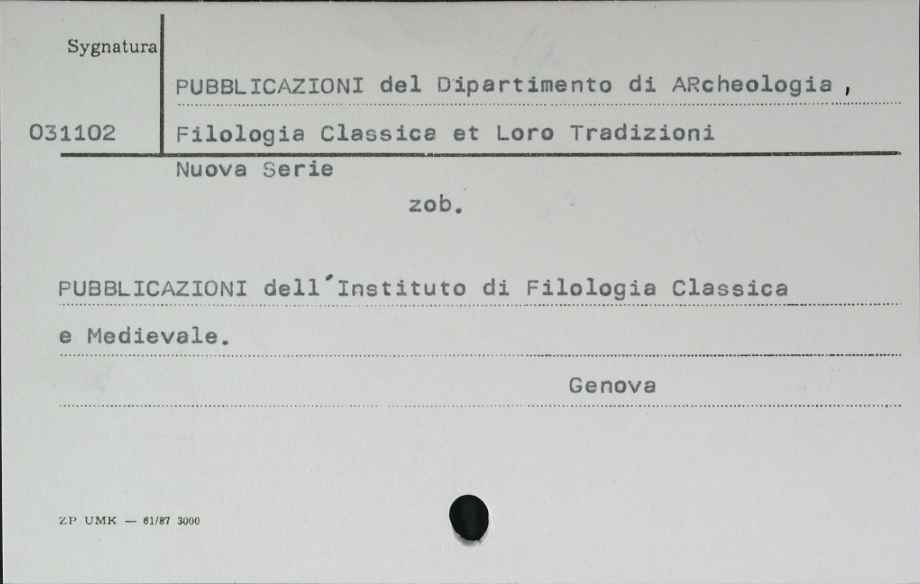 Sygnatura
PUBBLICAZIONI del Dipartimento di ARcheologia,
031102
Filologia Classica et Loro Tradizioni
Nuova Serie
zob.
PUBBLICAZIONI dell'Instituto di Filologia Classica
e Medievale.
Genova
ZP UMK — 61/87 3000